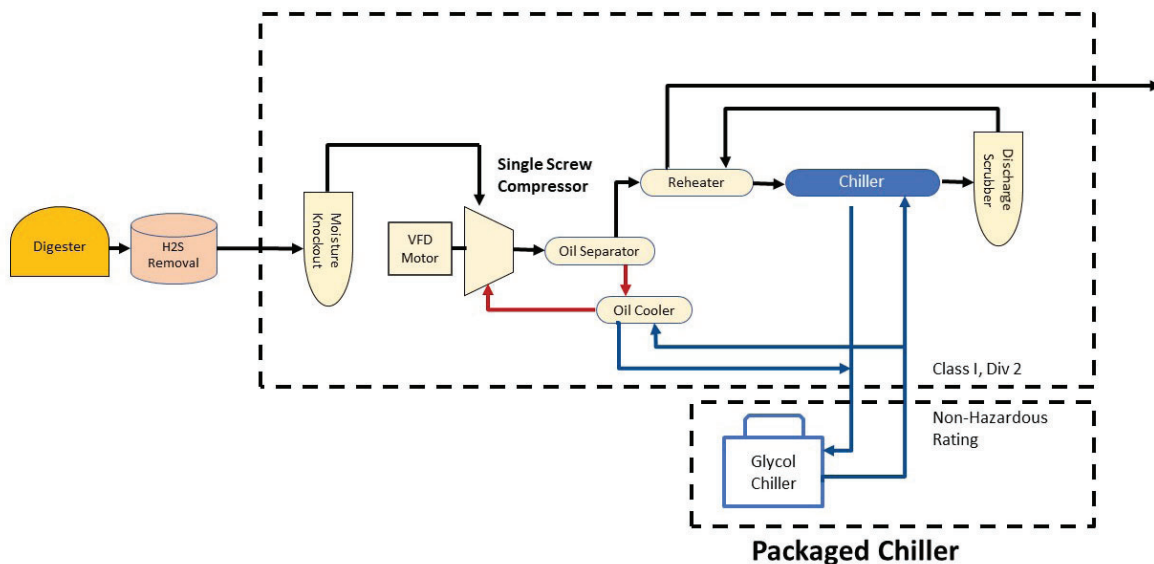 Single Screw
Compressor
Reheater
Chiller
Discharge
Scrubber
Digester
H2S
Removal
Moisture
Knockout
VFD
Motor
Oil Separator
Oil Cooler
Class I, Div 2
Non-Hazardous
Rating
Glycol
Chiller
Packaged Chiller